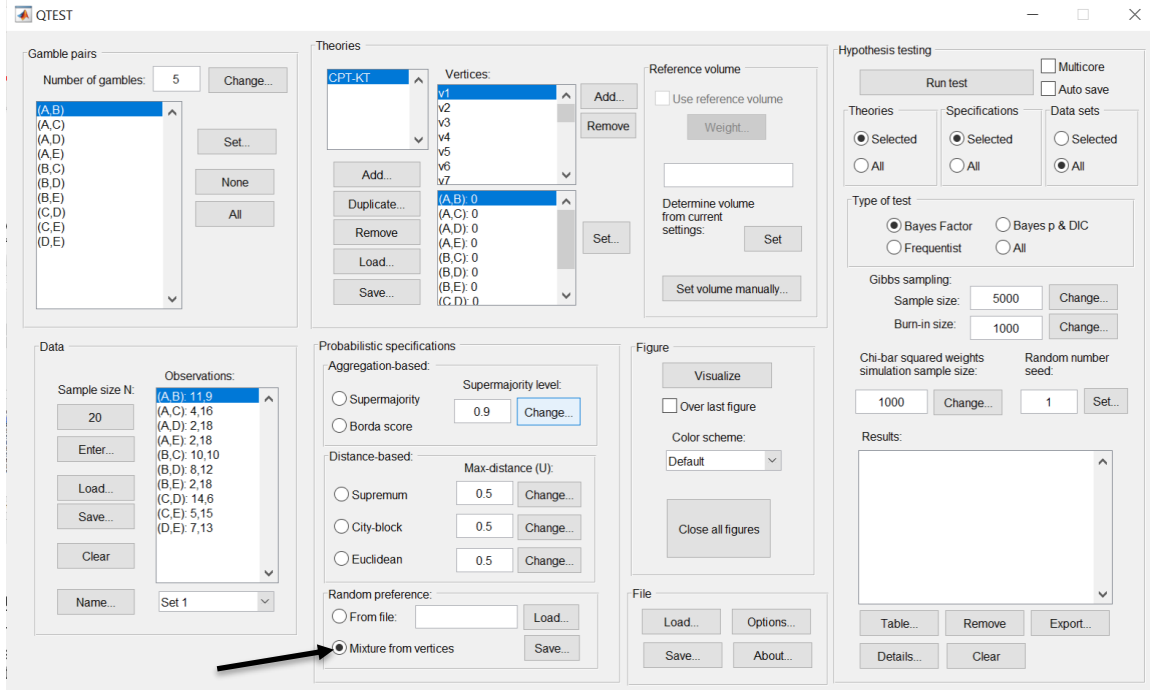 QTEST
Gamble pairs
Number of gambles: 5 Change...
(A,B)
(A,C)
(A,D)
(A,E)
(B,C)
(B,D)
(B,E)
(C,D)
(C,E)
(D,E)
Set...
None
All
Theories
CPT-KT
Add...
Duplicate...
Remove
Load...
Save...
Vertices:
v1
v2
v3
v4
v5
v6
v7
Add...
Remove
(A,B): 0
(A,C): 0
(A,D): 0
(A,E): 0
(B,C): 0
(B,D): 0
(B,E): 0
(C,D): 0
Set...
Reference volume
Use reference volume
Weight...
Determine volume
from current
settings:
Set
Set volume manually...
Hypothesis testing
Run test
Multicore
Auto save
Theories
Selected
All
Specifications
Selected
All
Data sets
Selected
All
Type of test
Bayes Factor
Bayes p & DIC
Frequentist
All
Gibbs sampling:
Sample size: 5000 Change...
Burn-in size: 1000 Change...
Chi-bar squared weights
simulation sample size:
1000 Change...
Random number
seed:
1 Set...
Results:
Table...
Remove
Export...
Details...
Clear
Data
Sample size N:
20
Enter...
Load...
Save...
Clear
Name...
Set 1
Observations:
(A,B): 11,9
(A,C): 4,16
(A,D): 2,18
(A,E): 2,18
(B,C): 10,10
(B,D): 8,12
(B,E): 2,18
(C,D): 14,6
(C,E): 5,15
(D,E): 7,13
Probabilistic specifications
Aggregation-based:
Supermajority
Borda score
Supermajority level:
0.9 Change...
Distance-based:
Max-distance (U):
Supremum 0.5 Change...
City-block 0.5 Change...
Euclidean 0.5 Change...
Random preference:
From file: Load...
Mixture from vertices Save...
Figure
Visualize
Over last figure
Color scheme:
Default
Close all figures
File
Load...
Options...
Save...
About...